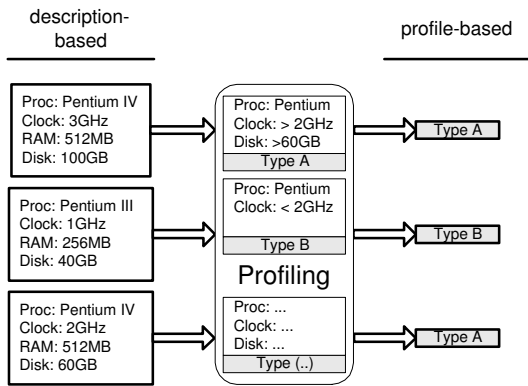 description-
based
profile-based
Proc: Pentium IV
Clock: 3GHz
RAM: 512MB
Disk: 100GB
Proc: Pentium
Clock: > 2GHz
Disk: >60GB
Type A
Type A
Proc: Pentium III
Clock: 1GHz
RAM: 256MB
Disk: 40GB
Proc: Pentium
Clock: < 2GHz
Type B
Type B
Profiling
Proc: Pentium IV
Clock: 2GHz
RAM: 512MB
Disk: 60GB
Proc: ...
Clock: ...
Disk: ...
Type (..)
Type A